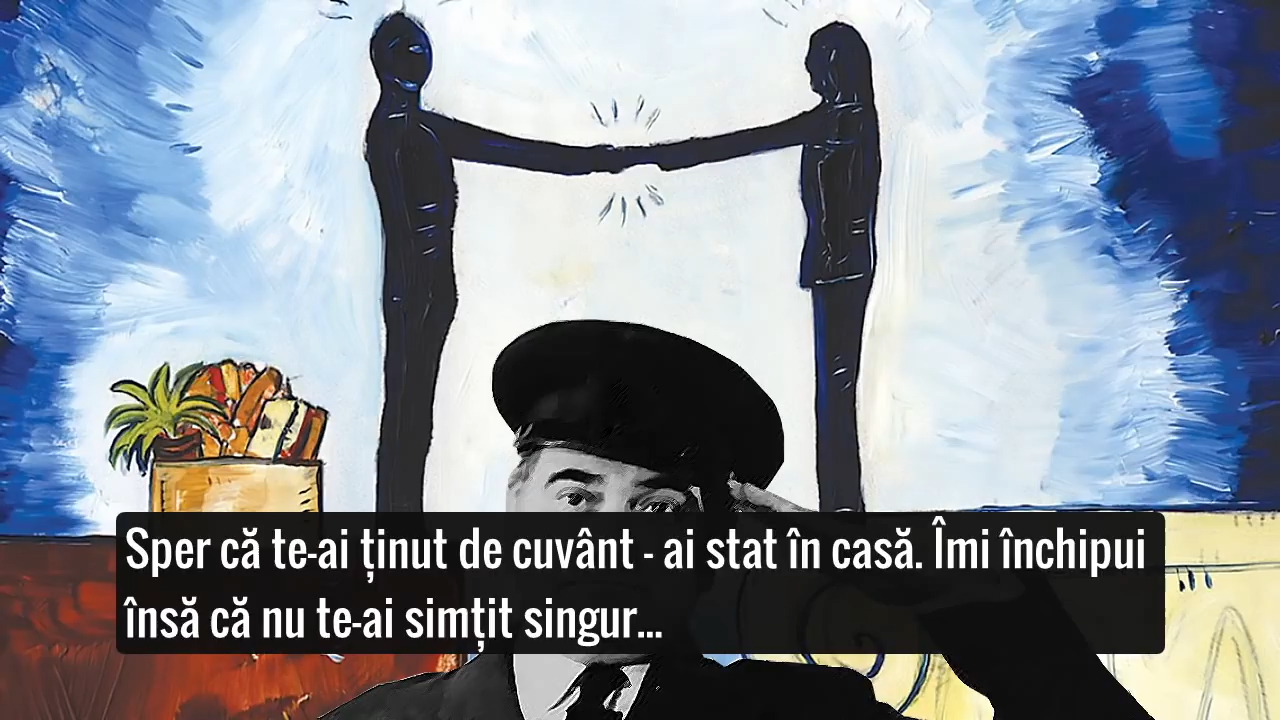 Sper că te-ai ținut de cuvânt - ai stat în casă. Îmi închipui
însă că nu te-ai simțit singur...